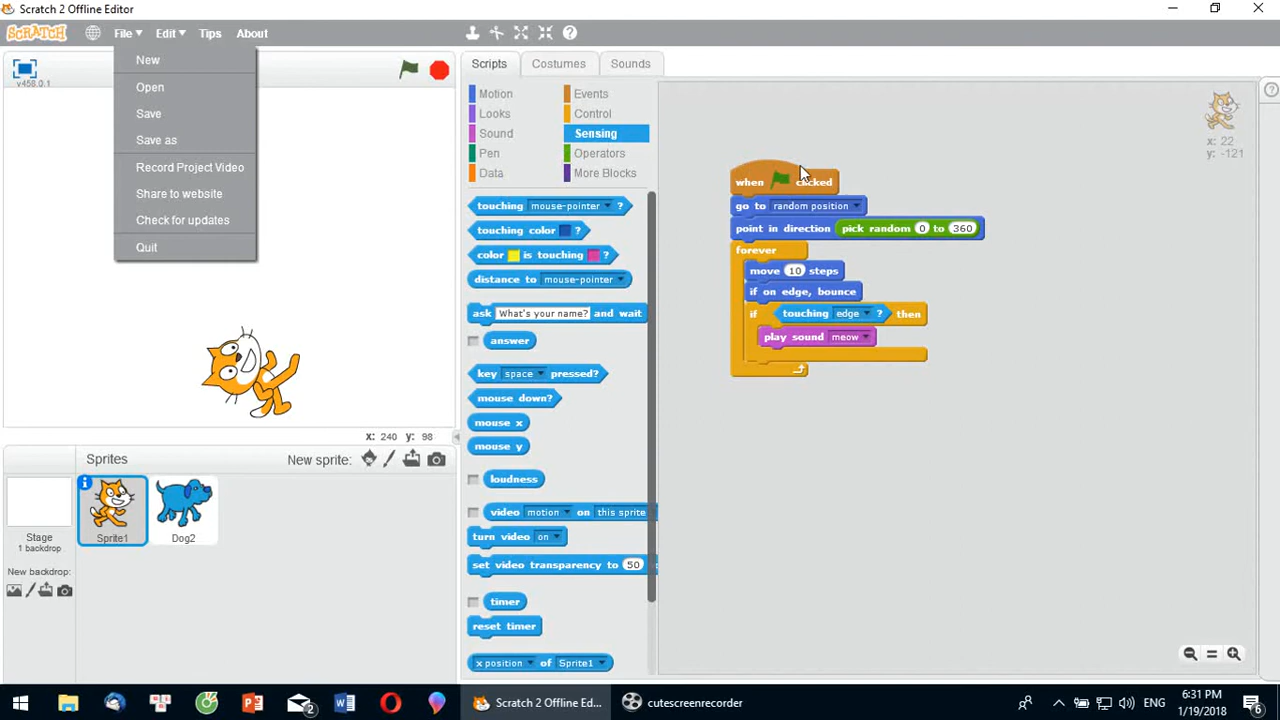 Scratch 2 Offline Editor
SCRATCH File Edit Tips About
New
Open
Save
Save as
Record Project Video
Share to website
Check for updates
Quit
v458.0.1
Scripts Costumes Sounds
Motion Events
Looks Control
Sound Sensing
Pen Operators
Data More Blocks
touching mouse-pointer ?
touching color ?
color is touching ?
distance to mouse-pointer
ask What's your name? and wait
answer
key space pressed?
mouse down?
mouse x
mouse y
loudness
video motion on this sprite
turn video on
set video transparency to 50
timer
reset timer
x position of Sprite1
x: 22
y: -121
when clicked
go to random position
point in direction pick random 0 to 360
forever
move 10 steps
if on edge, bounce
if touching edge ? then
play sound meow
x: 240 y: 98
Sprites New sprite:
Stage
1 backdrop
New backdrop:
Sprite1
Dog2
Scratch 2 Offline Ed...
cutescreenrecorder
2
ENG
6:31 PM
1/19/2018
6